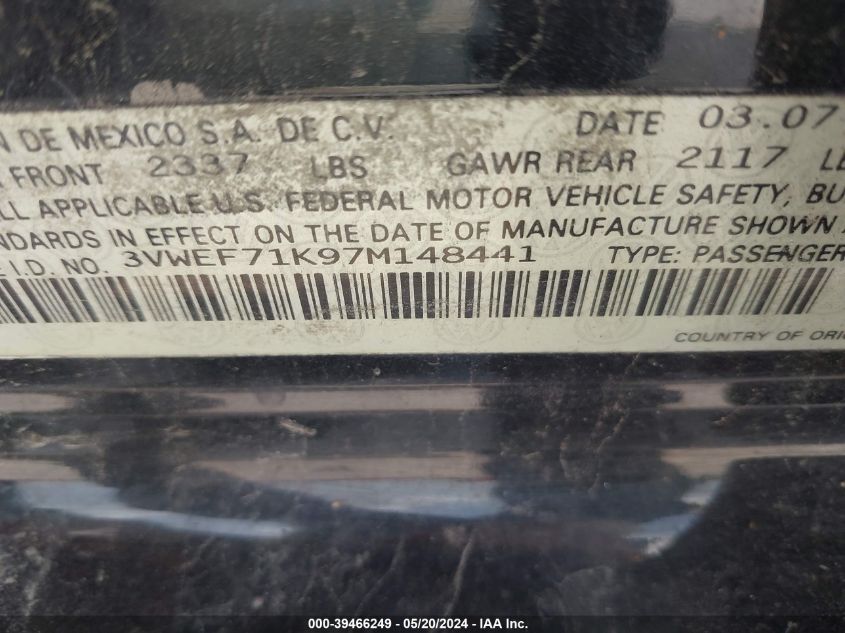 N DE MEXICO S.A. DE C.V. DATE 03.07
FRONT 2337 LBS GAWR REAR 2117 LB
LL APPLICABLE U.S. FEDERAL MOTOR VEHICLE SAFETY, BU
NDARDS IN EFFECT ON THE DATE OF MANUFACTURE SHOWN A
E I.D. NO. 3VWEF71K97M148441 TYPE: PASSENGER
COUNTRY OF ORI
000-39466249 - 05/20/2024 - IAA Inc.